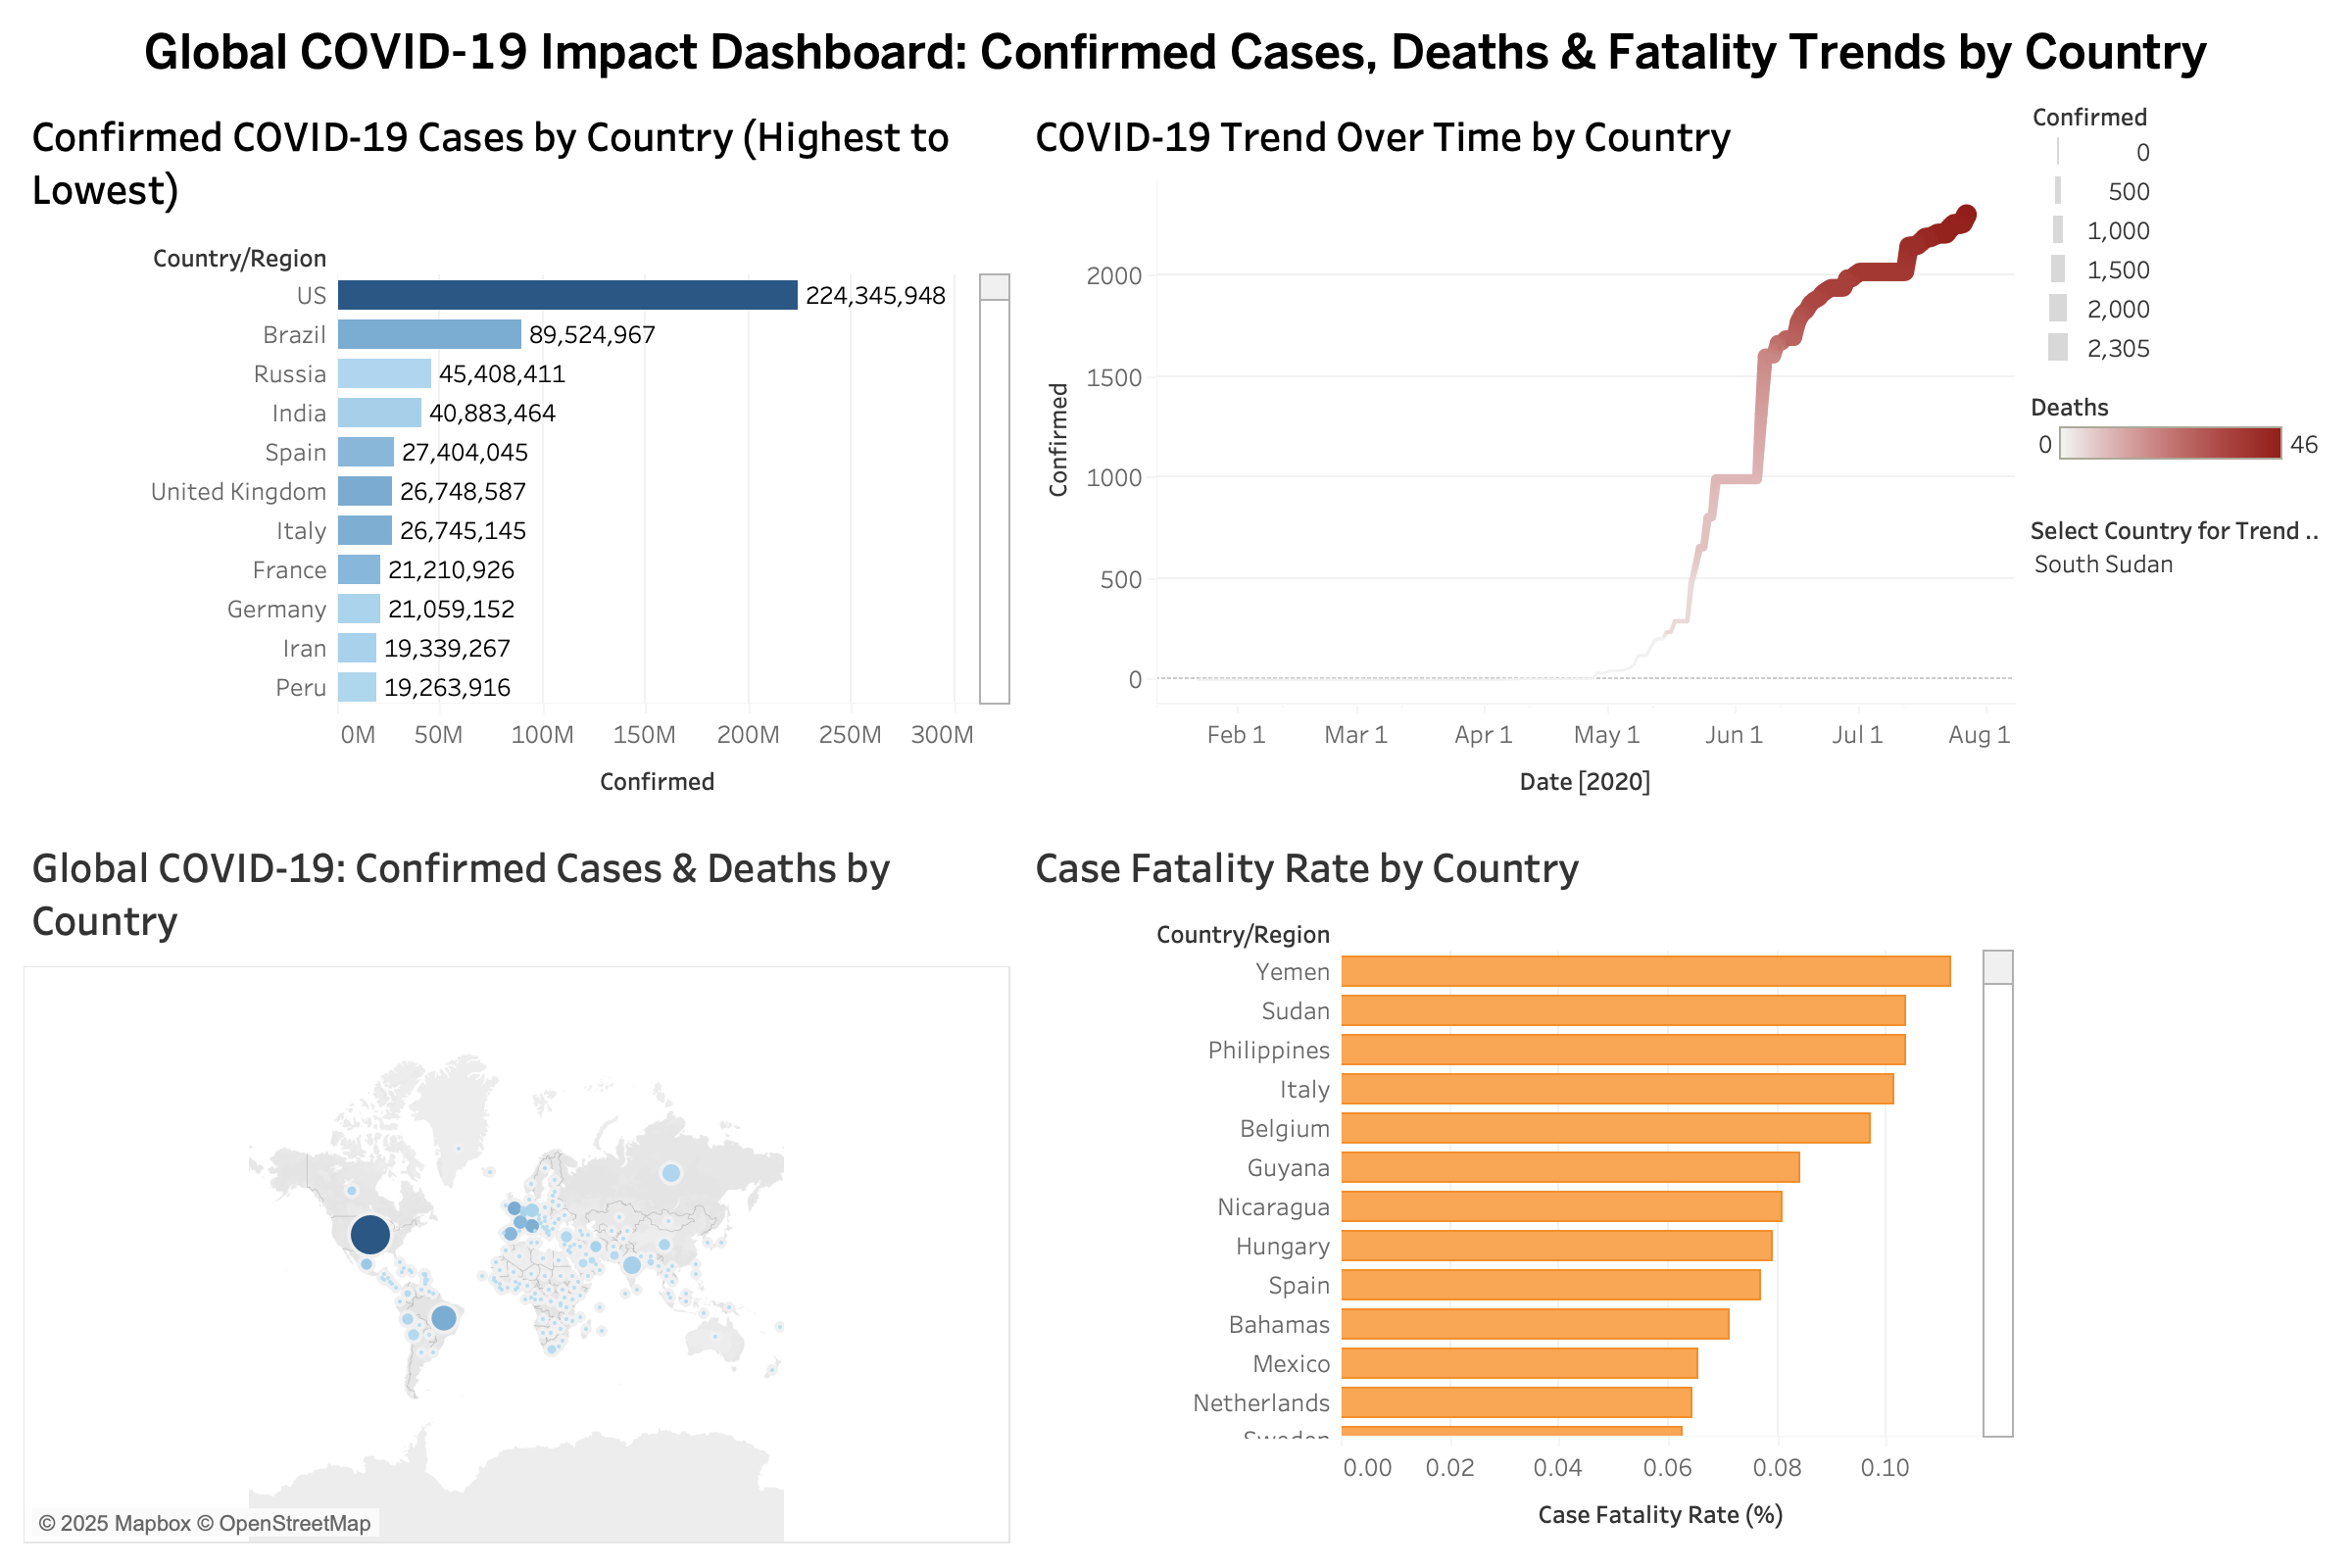 Global COVID-19 Impact Dashboard: Confirmed Cases, Deaths & Fatality Trends by Country
Confirmed COVID-19 Cases by Country (Highest to
Lowest)
Country/Region
US 224,345,948
Brazil 89,524,967
Russia 45,408,411
India 40,883,464
Spain 27,404,045
United Kingdom 26,748,587
Italy 26,745,145
France 21,210,926
Germany 21,059,152
Iran 19,339,267
Peru 19,263,916
0M 50M 100M 150M 200M 250M 300M
Confirmed
COVID-19 Trend Over Time by Country
Confirmed
2000
1500
1000
500
0
Feb 1 Mar 1 Apr 1 May 1 Jun 1 Jul 1 Aug 1
Date [2020]
Confirmed
0
500
1,000
1,500
2,000
2,305
Deaths
0 46
Select Country for Trend ..
South Sudan
Global COVID-19: Confirmed Cases & Deaths by
Country
© 2025 Mapbox © OpenStreetMap
Case Fatality Rate by Country
Country/Region
Yemen
Sudan
Philippines
Italy
Belgium
Guyana
Nicaragua
Hungary
Spain
Bahamas
Mexico
Netherlands
Sweden
0.00 0.02 0.04 0.06 0.08 0.10
Case Fatality Rate (%)